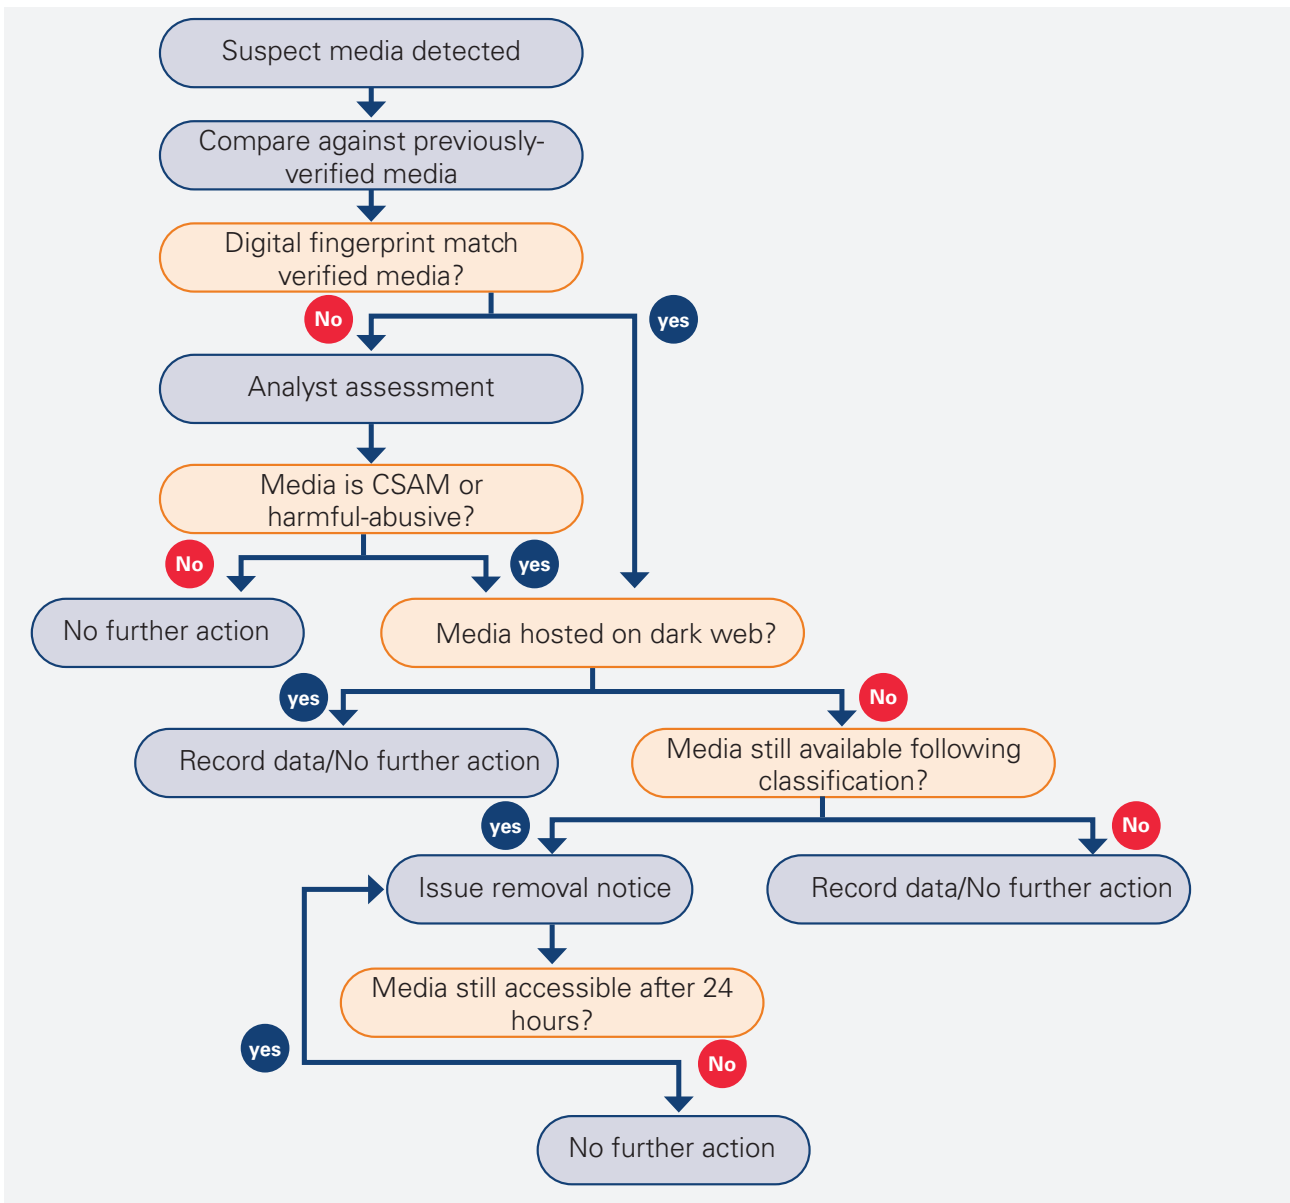 Suspect media detected
Compare against previously-
verified media
Digital fingerprint match
verified media?
No
yes
Analyst assessment
Media is CSAM or
harmful-abusive?
No
yes
No further action
Media hosted on dark web?
yes
No
Record data/No further action
Media still available following
classification?
yes
No
Issue removal notice
Record data/No further action
Media still accessible after 24
hours?
yes
No
No further action